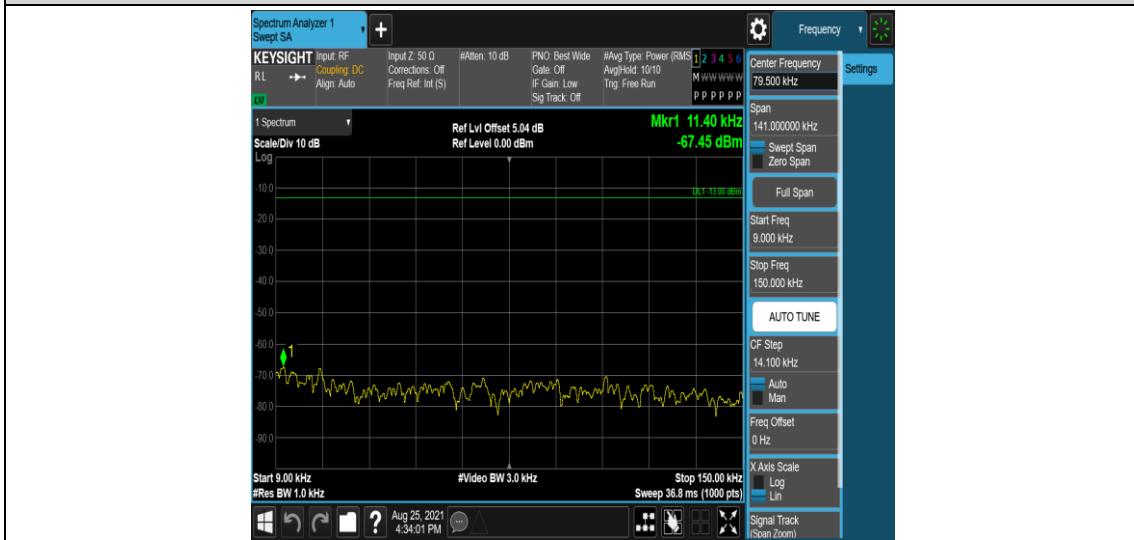 Spectrum Analyzer 1
Swept SA
+
Frequency
KEYSIGHT
RL
Input: RF
Coupling: DC
Align: Auto
Input Z: 50 Ω
Corrections: Off
Freq Ref: Int (S)
#Atten: 10 dB
PNO: Best Wide
Gate: Off
IF Gain: Low
Sig Track: Off
#Avg Type: Power (RMS
Avg|Hold: 10/10
Trig: Free Run
1 2 3 4 5 6
M W W W W W
P P P P P P
1 Spectrum
Scale/Div 10 dB
Log
Ref Lvl Offset 5.04 dB
Ref Level 0.00 dBm
Mkr1 11.40 kHz
-67.45 dBm
DL1 -13.00 dBm
-10.0
-20.0
-30.0
-40.0
-50.0
-60.0
-70.0
-80.0
-90.0
1
Start 9.00 kHz
#Res BW 1.0 kHz
#Video BW 3.0 kHz
Stop 150.00 kHz
Sweep 36.8 ms (1000 pts)
Center Frequency
79.500 kHz
Settings
Span
141.000000 kHz
Swept Span
Zero Span
Full Span
Start Freq
9.000 kHz
Stop Freq
150.000 kHz
AUTO TUNE
CF Step
14.100 kHz
Auto
Man
Freq Offset
0 Hz
X Axis Scale
Log
Lin
Signal Track
(Span Zoom)
?
Aug 25, 2021
4:34:01 PM